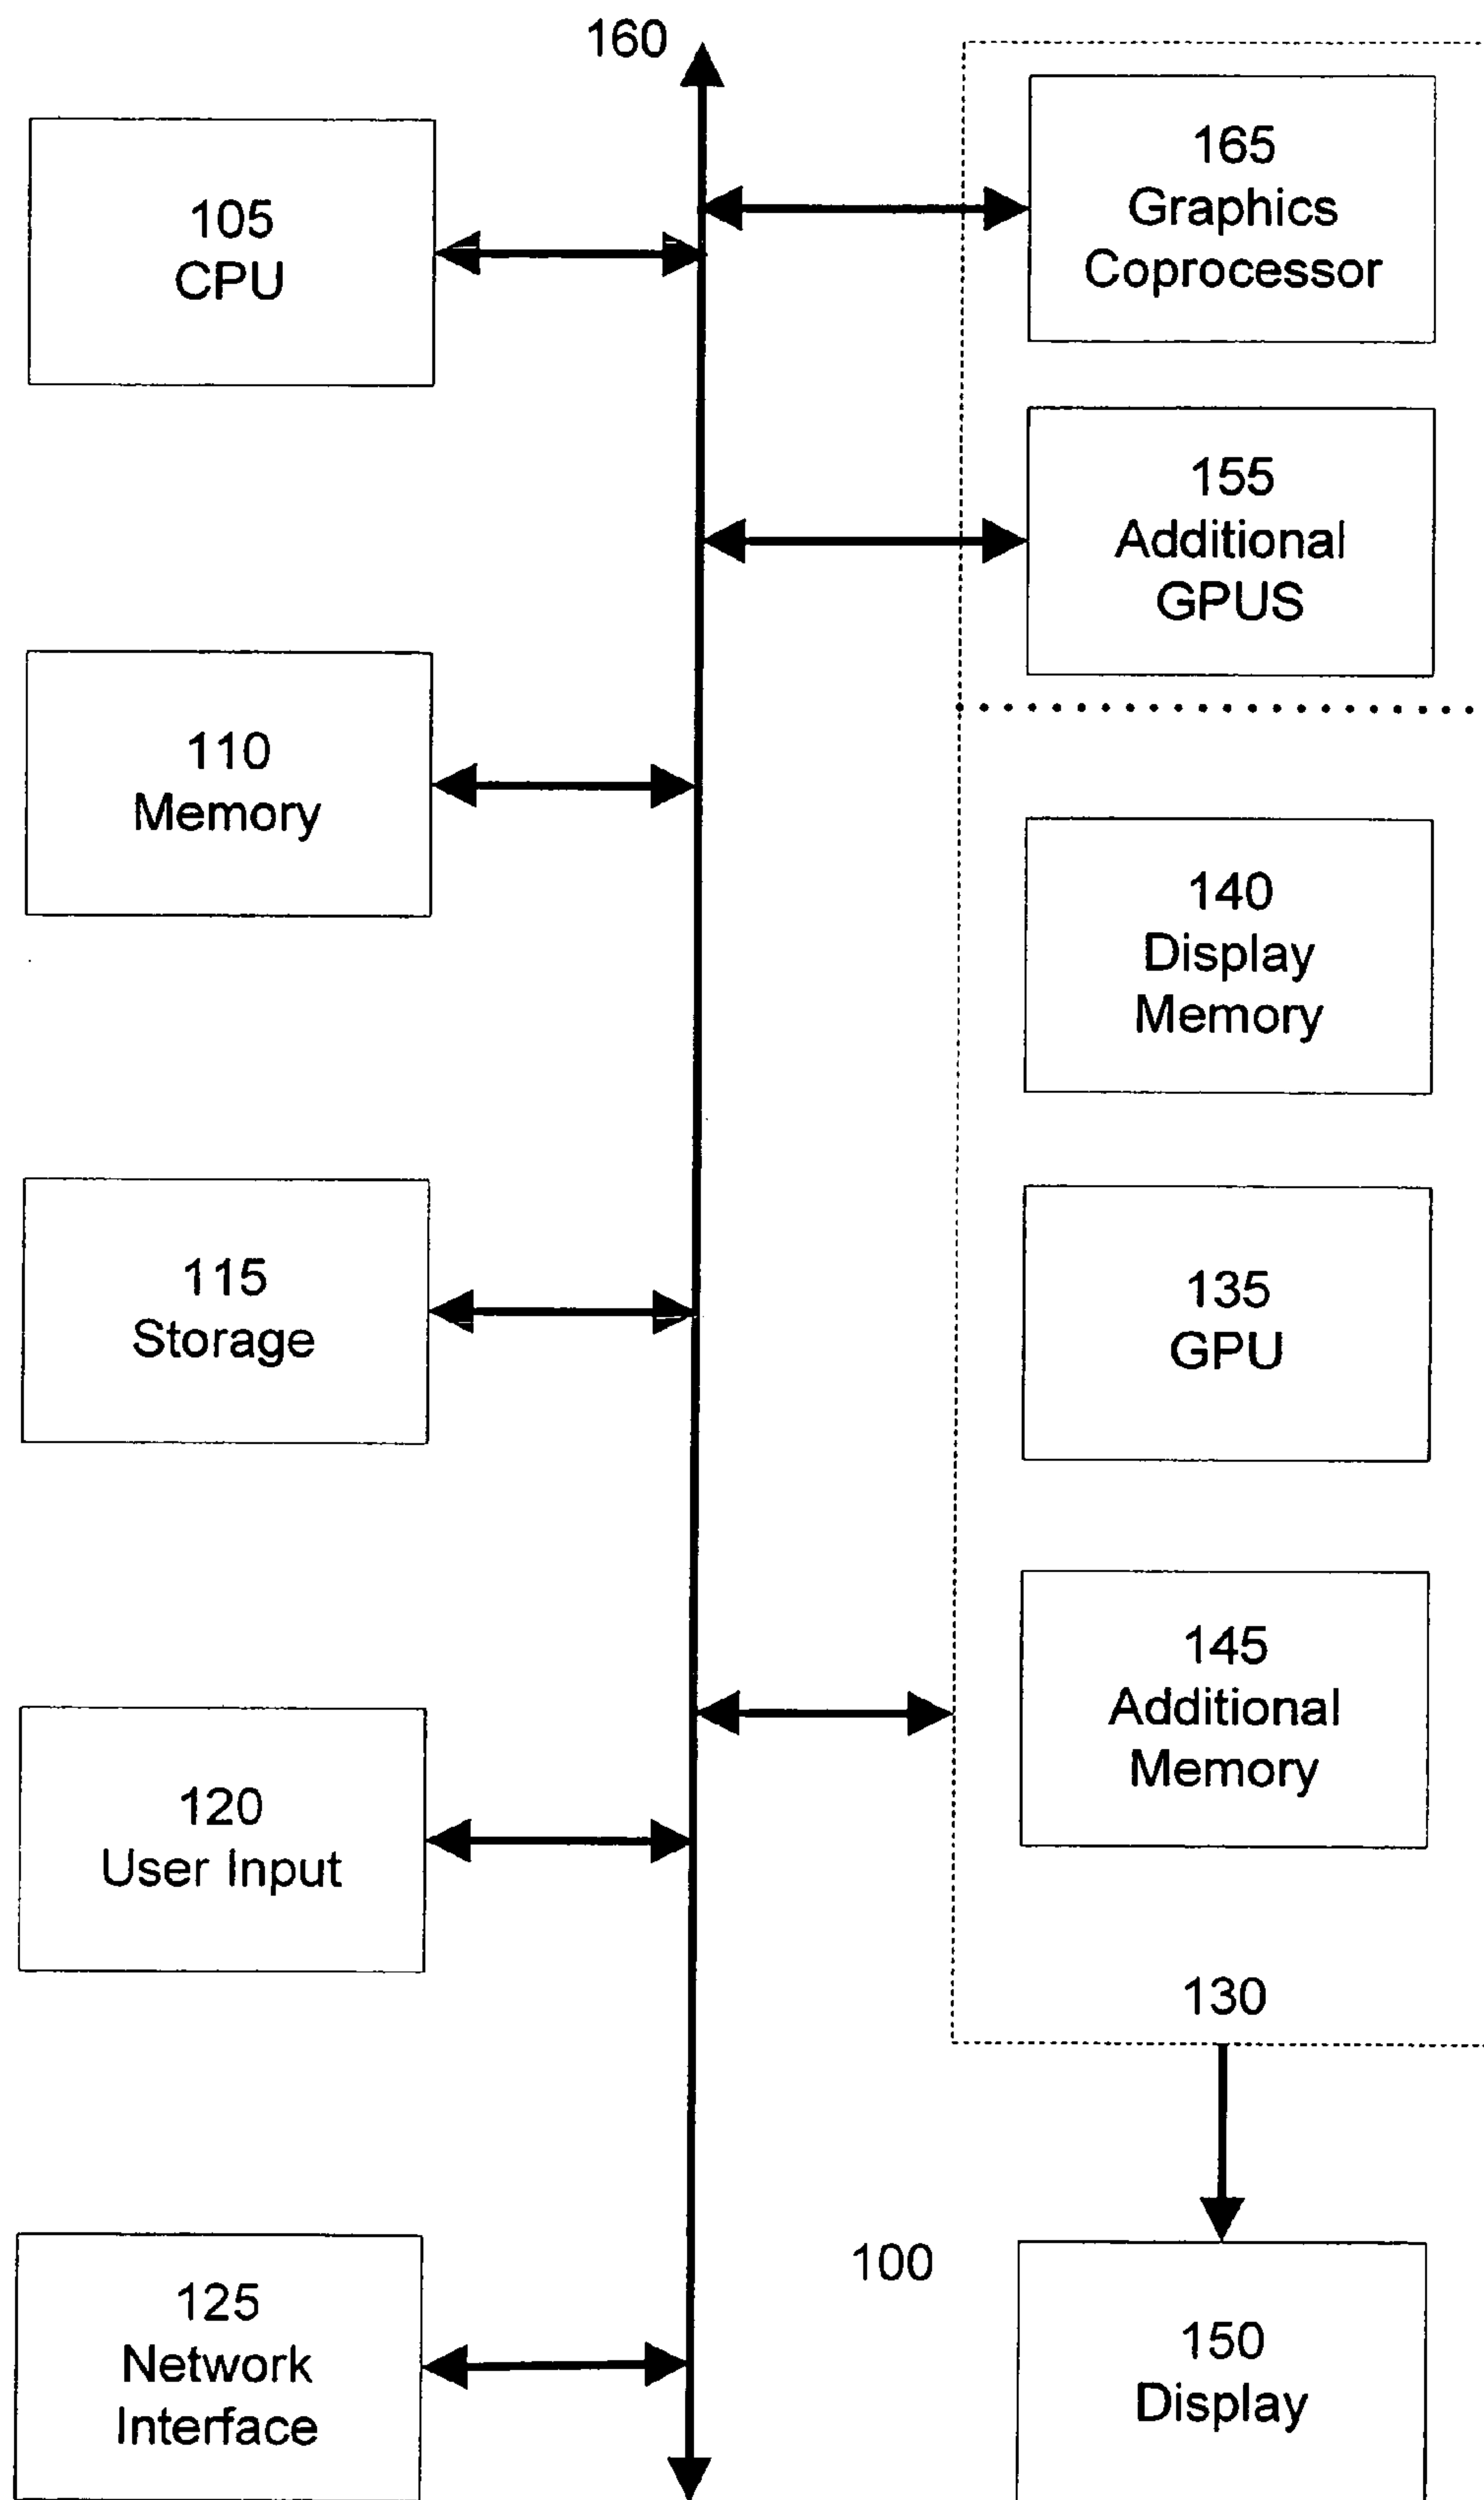 160
105
CPU
110
Memory
115
Storage
120
User Input
125
Network
Interface
165
Graphics
Coprocessor
155
Additional
GPUS
140
Display
Memory
135
GPU
145
Additional
Memory
130
100
150
Display